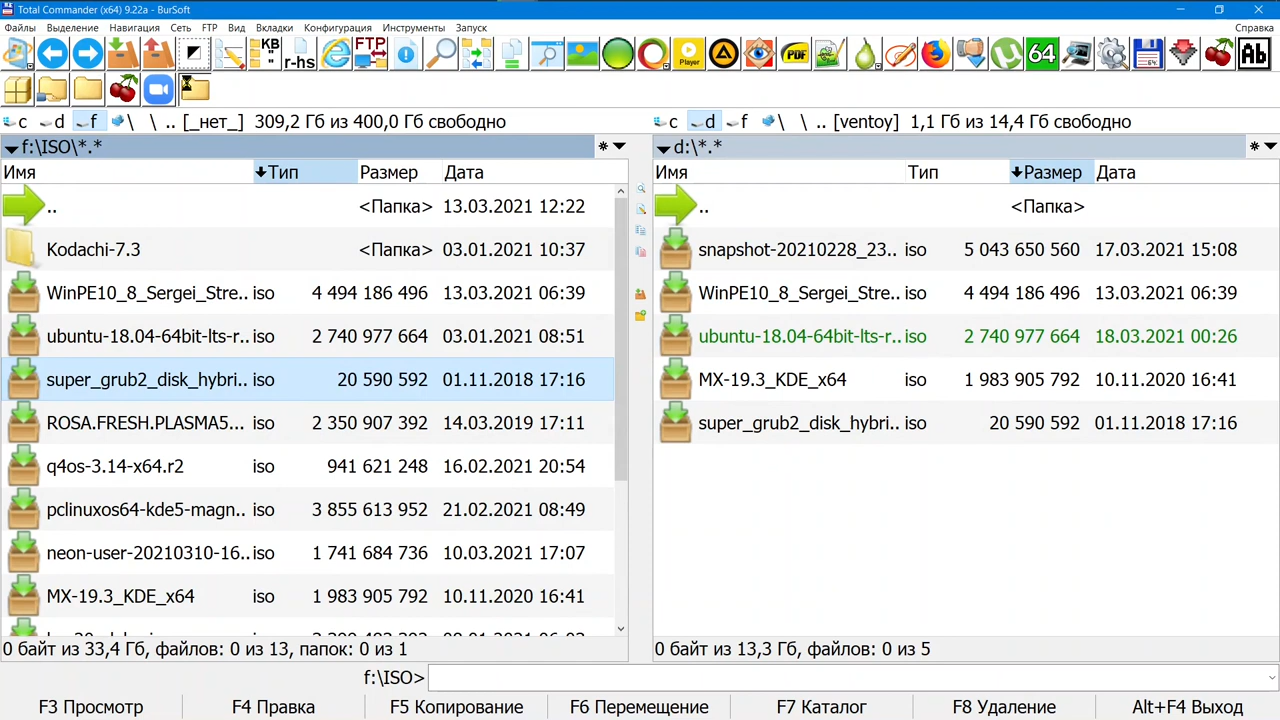 Total Commander (x64) 9.22a - BurSoft
Файлы Выделение Навигация Сеть FTP Вид Вкладки Конфигурация Инструменты Запуск Справка
KB
r-hs
FTP
Player
PDF
64
Ab
c d f \ \ .. [_нет_] 309,2 Гб из 400,0 Гб свободно
c d f \ \ .. [ventoy] 1,1 Гб из 14,4 Гб свободно
f:\ISO\*.*
d:\*.*
Имя Тип Размер Дата
Имя Тип Размер Дата
.. <Папка> 13.03.2021 12:22
Kodachi-7.3 <Папка> 03.01.2021 10:37
WinPE10_8_Sergei_Stre.. iso 4 494 186 496 13.03.2021 06:39
ubuntu-18.04-64bit-lts-r.. iso 2 740 977 664 03.01.2021 08:51
super_grub2_disk_hybri.. iso 20 590 592 01.11.2018 17:16
ROSA.FRESH.PLASMA5... iso 2 350 907 392 14.03.2019 17:11
q4os-3.14-x64.r2 iso 941 621 248 16.02.2021 20:54
pclinuxos64-kde5-magn.. iso 3 855 613 952 21.02.2021 08:49
neon-user-20210310-16.. iso 1 741 684 736 10.03.2021 17:07
MX-19.3_KDE_x64 iso 1 983 905 792 10.11.2020 16:41
.. <Папка>
snapshot-20210228_23.. iso 5 043 650 560 17.03.2021 15:08
WinPE10_8_Sergei_Stre.. iso 4 494 186 496 13.03.2021 06:39
ubuntu-18.04-64bit-lts-r.. iso 2 740 977 664 18.03.2021 00:26
MX-19.3_KDE_x64 iso 1 983 905 792 10.11.2020 16:41
super_grub2_disk_hybri.. iso 20 590 592 01.11.2018 17:16
0 байт из 33,4 Гб, файлов: 0 из 13, папок: 0 из 1
0 байт из 13,3 Гб, файлов: 0 из 5
f:\ISO>
F3 Просмотр F4 Правка F5 Копирование F6 Перемещение F7 Каталог F8 Удаление Alt+F4 Выход